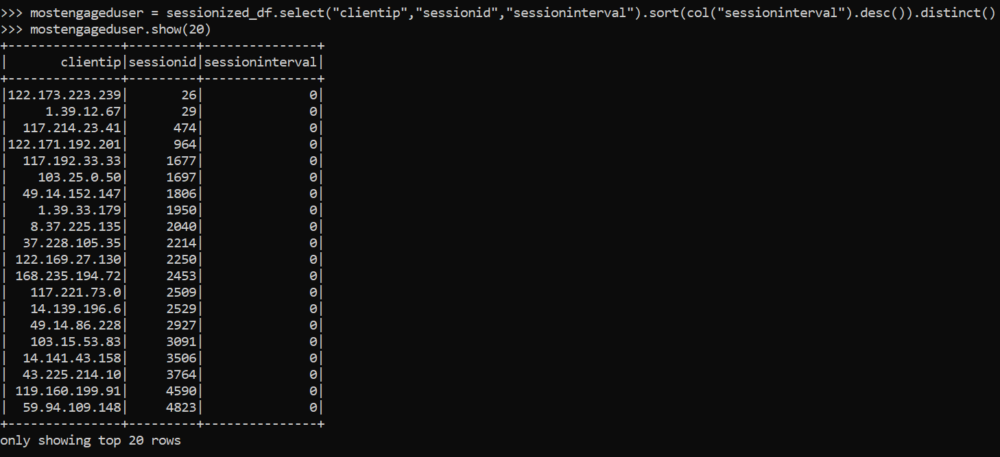 >>> mostengageduser = sessionized_df.select("clientip","sessionid","sessioninterval").sort(col("sessioninterval").desc()).distinct()
>>> mostengageduser.show(20)
+---------------+---------+---------------+
|       clientip|sessionid|sessioninterval|
+---------------+---------+---------------+
|122.173.223.239|       26|              0|
|     1.39.12.67|       29|              0|
|  117.214.23.41|      474|              0|
|122.171.192.201|      964|              0|
|  117.192.33.33|     1677|              0|
|    103.25.0.50|     1697|              0|
|  49.14.152.147|     1806|              0|
|    1.39.33.179|     1950|              0|
|   8.37.225.135|     2040|              0|
|  37.228.105.35|     2214|              0|
| 122.169.27.130|     2250|              0|
| 168.235.194.72|     2453|              0|
|   117.221.73.0|     2509|              0|
|   14.139.196.6|     2529|              0|
|   49.14.86.228|     2927|              0|
|   103.15.53.83|     3091|              0|
|  14.141.43.158|     3506|              0|
|  43.225.214.10|     3764|              0|
| 119.160.199.91|     4590|              0|
|  59.94.109.148|     4823|              0|
+---------------+---------+---------------+
only showing top 20 rows